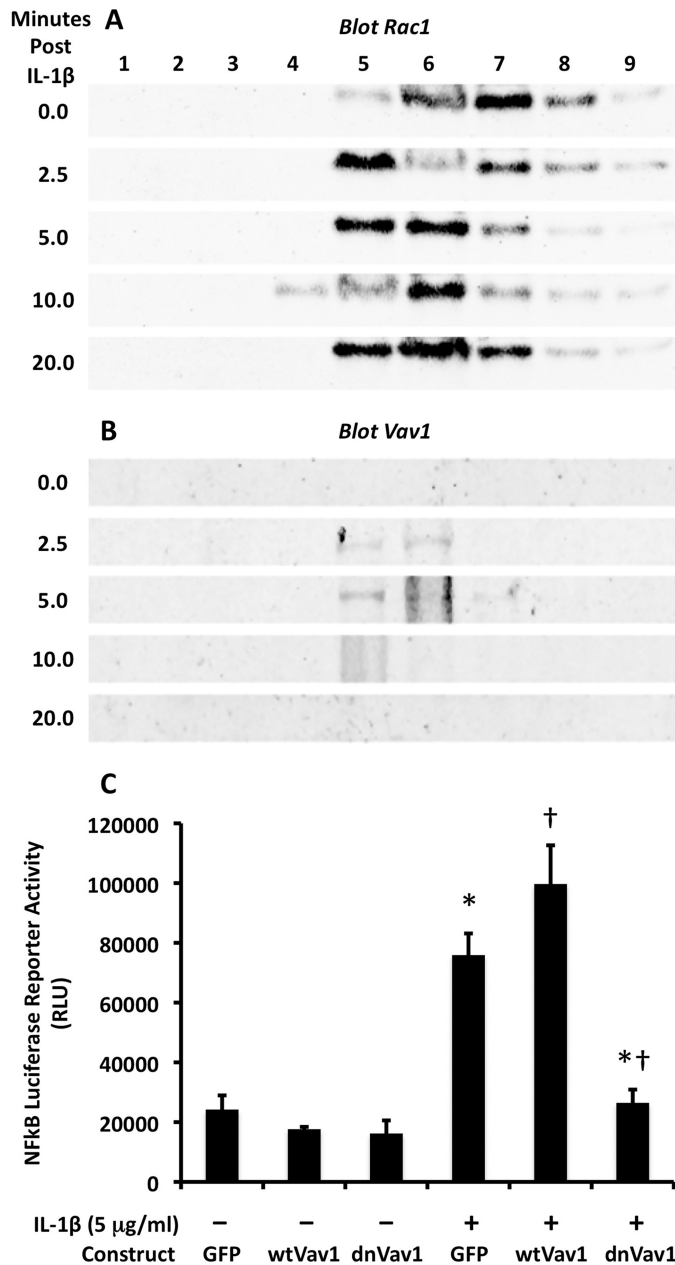 Minutes Post IL-1β
A
Blot Rac1
1 2 3 4 5 6 7 8 9
0.0
2.5
5.0
10.0
20.0
B
Blot Vav1
0.0
2.5
5.0
10.0
20.0
C
NFkB Luciferase Reporter Activity
(RLU)
120000
100000
80000
60000
40000
20000
0
*
†
*†
IL-1β (5 μg/ml) – – – + + +
Construct GFP wtVav1 dnVav1 GFP wtVav1 dnVav1